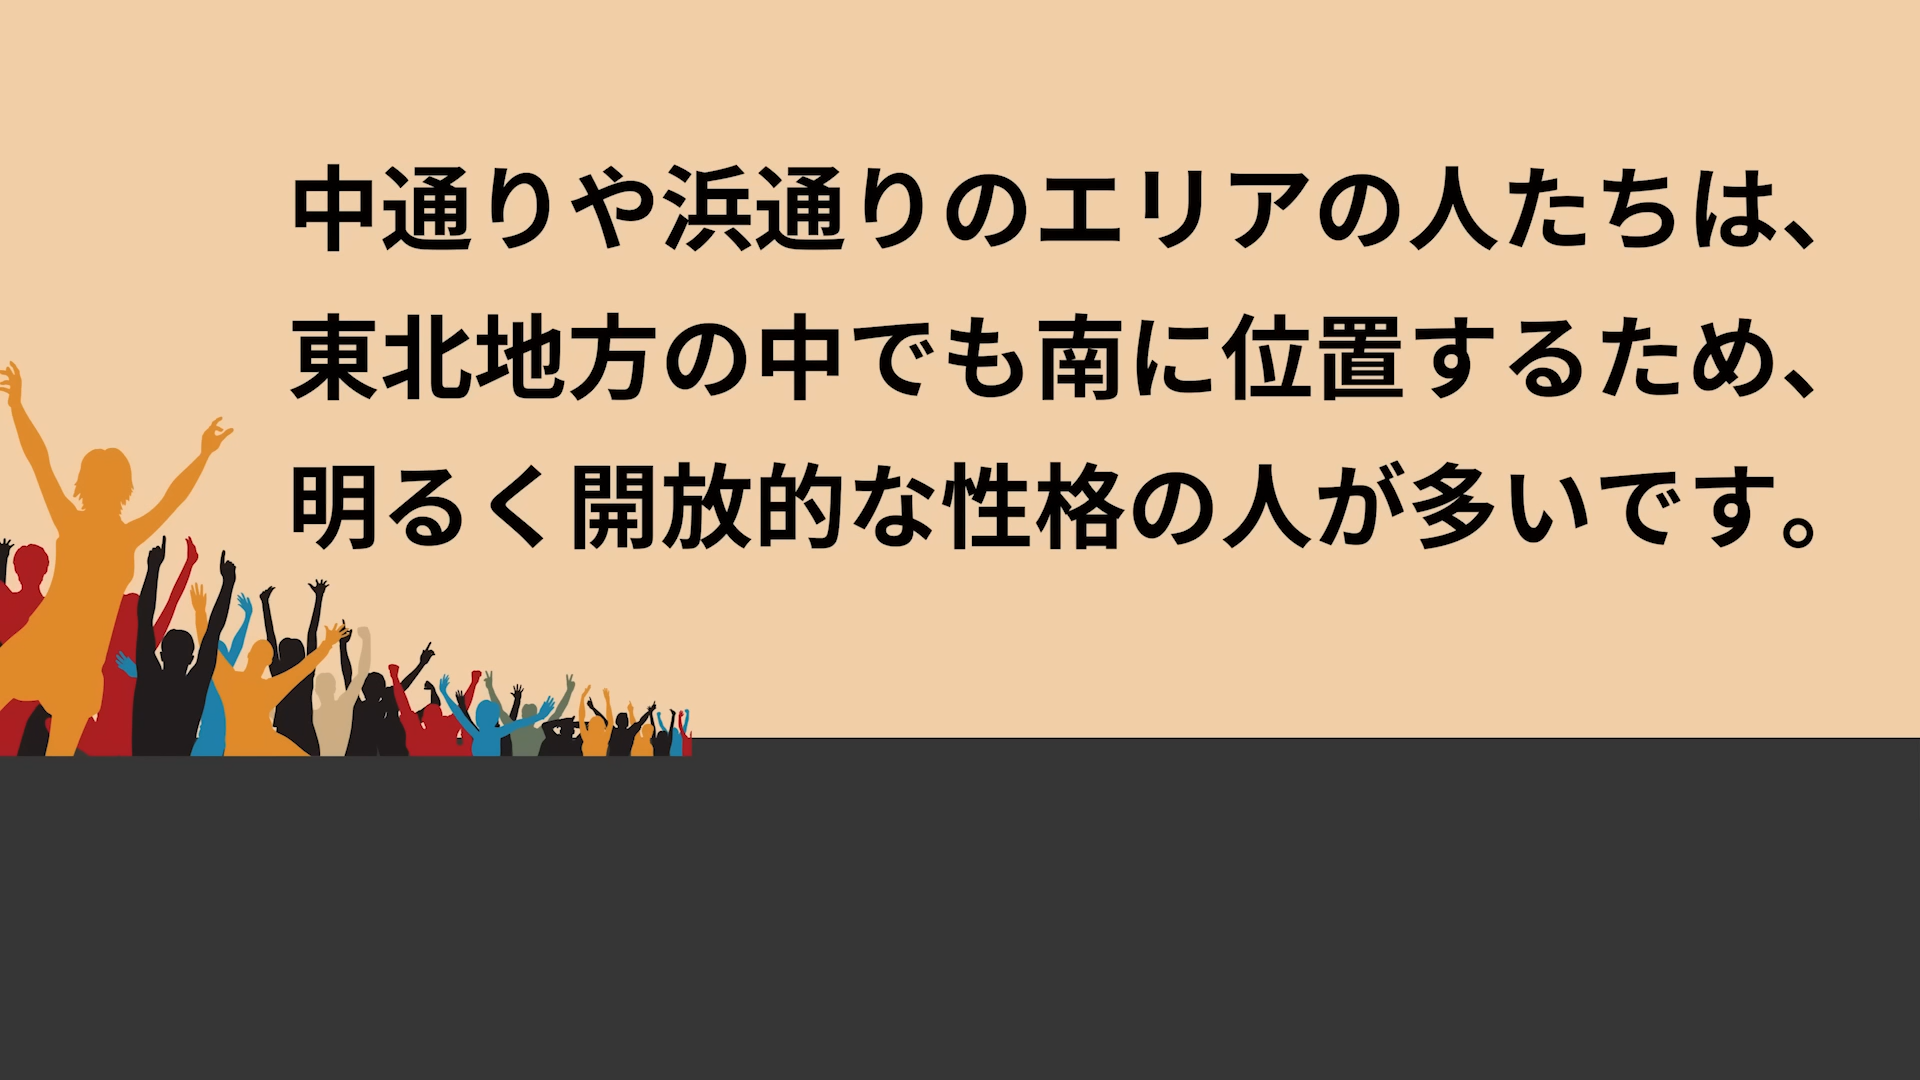 中通りや浜通りのエリアの人たちは、
東北地方の中でも南に位置するため、
明るく開放的な性格の人が多いです。